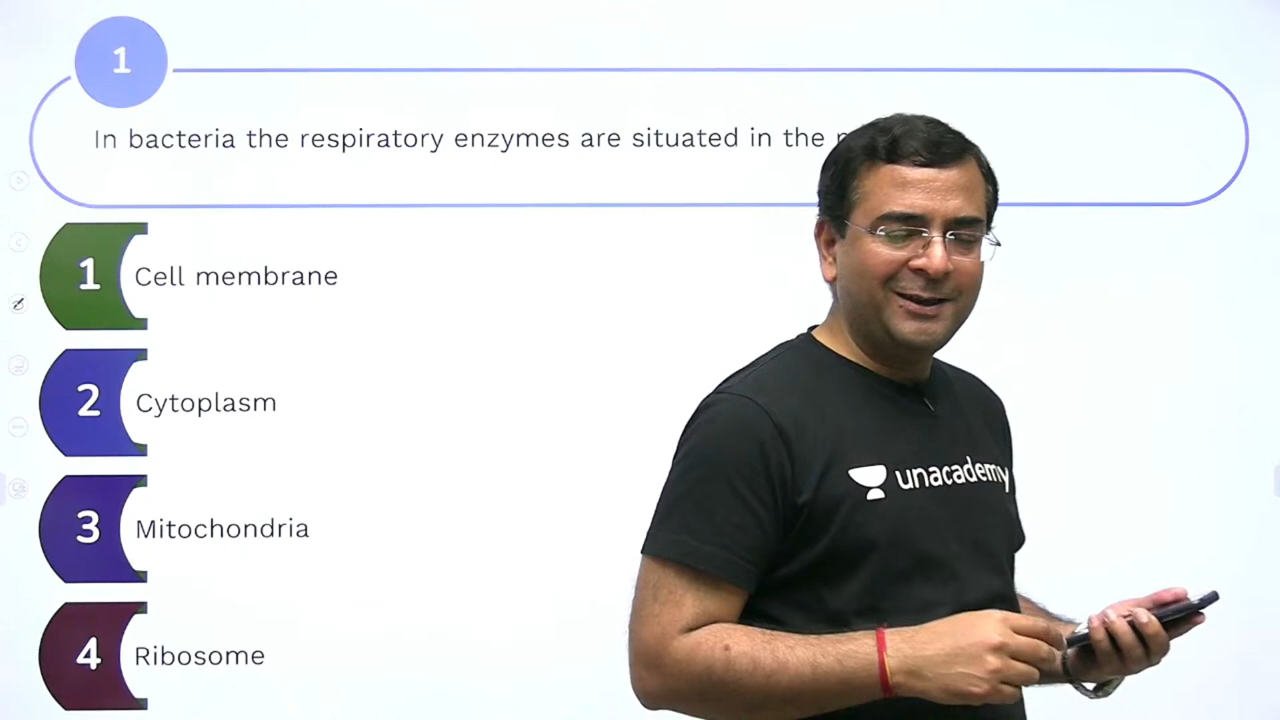 1
In bacteria the respiratory enzymes are situated in the
1 Cell membrane
2 Cytoplasm
3 Mitochondria
4 Ribosome
unacademy